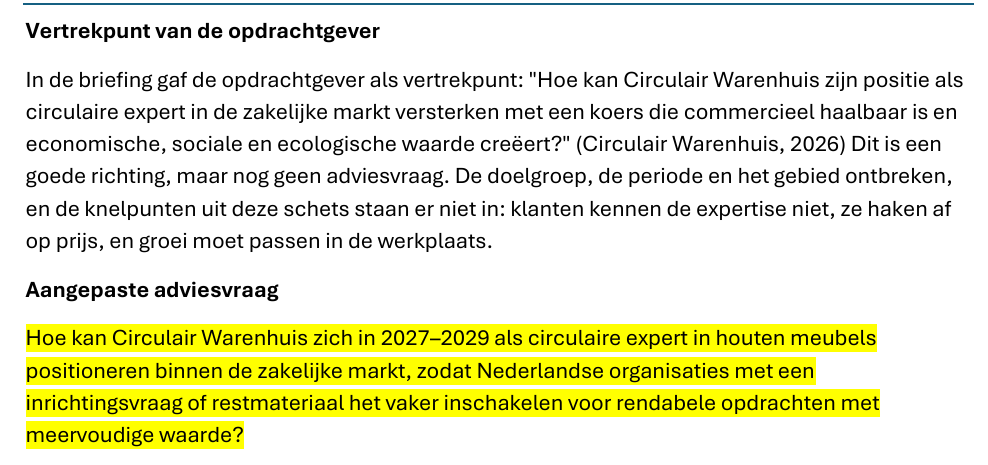 Vertrekpunt van de opdrachtgever
In de briefing gaf de opdrachtgever als vertrekpunt: "Hoe kan Circulair Warenhuis zijn positie als
circulaire expert in de zakelijke markt versterken met een koers die commercieel haalbaar is en
economische, sociale en ecologische waarde creëert?" (Circulair Warenhuis, 2026) Dit is een
goede richting, maar nog geen adviesvraag. De doelgroep, de periode en het gebied ontbreken,
en de knelpunten uit deze schets staan er niet in: klanten kennen de expertise niet, ze haken af
op prijs, en groei moet passen in de werkplaats.
Aangepaste adviesvraag
Hoe kan Circulair Warenhuis zich in 2027–2029 als circulaire expert in houten meubels
positioneren binnen de zakelijke markt, zodat Nederlandse organisaties met een
inrichtingsvraag of restmateriaal het vaker inschakelen voor rendabele opdrachten met
meervoudige waarde?